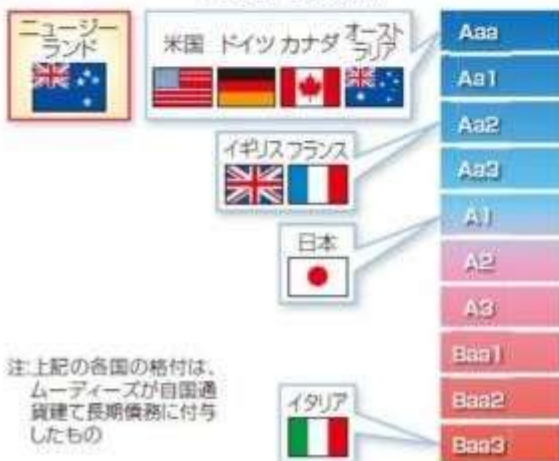 ニュージー
ランド
米国 ドイツ カナダ オースト
ラリア
イギリス フランス
日本
イタリア
Aaa
Aa1
Aa2
Aa3
A1
A2
A3
Baa1
Baa2
Baa3
注:上記の各国の格付は、
ムーディーズが自国通
貨建て長期債務に付与
したもの